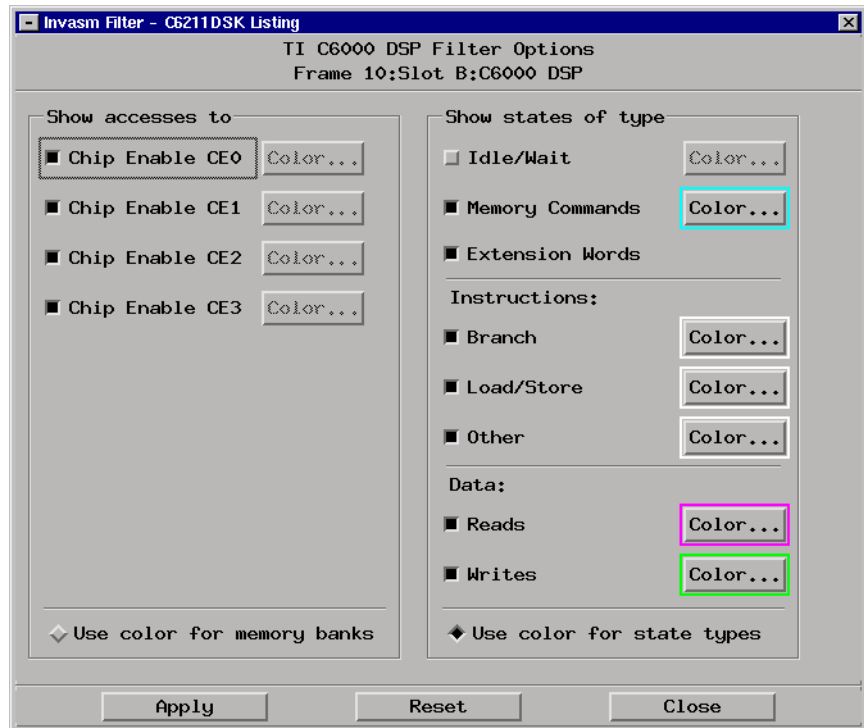 Invasm Filter - C6211DSK Listing
TI C6000 DSP Filter Options
Frame 10:Slot B:C6000 DSP
Show accesses to
Chip Enable CE0 Color...
Chip Enable CE1 Color...
Chip Enable CE2 Color...
Chip Enable CE3 Color...
Use color for memory banks
Show states of type
Idle/Wait Color...
Memory Commands Color...
Extension Words
Instructions:
Branch Color...
Load/Store Color...
Other Color...
Data:
Reads Color...
Writes Color...
Use color for state types
Apply Reset Close